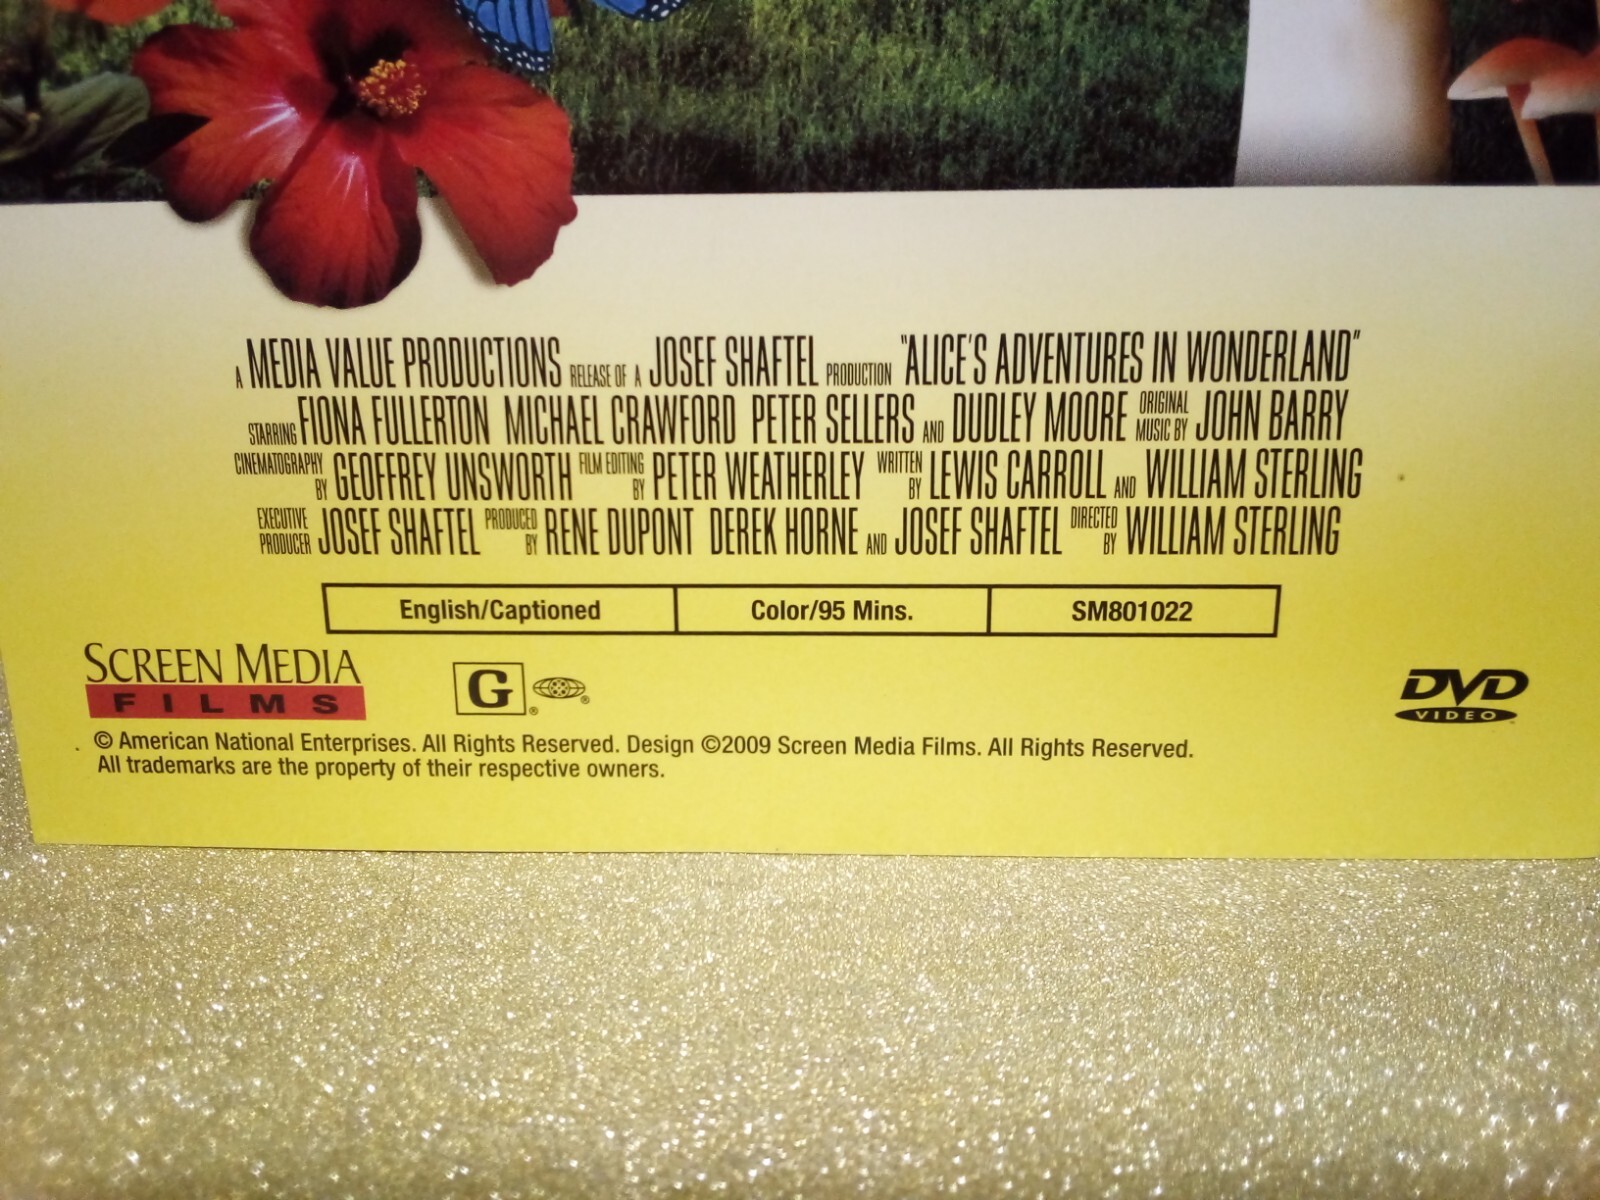 A MEDIA VALUE PRODUCTIONS RELEASE OF A JOSEF SHAFTEL PRODUCTION "ALICE'S ADVENTURES IN WONDERLAND"
STARRING FIONA FULLERTON MICHAEL CRAWFORD PETER SELLERS AND DUDLEY MOORE ORIGINAL MUSIC BY JOHN BARRY
CINEMATOGRAPHY BY GEOFFREY UNSWORTH FILM EDITING BY PETER WEATHERLEY WRITTEN BY LEWIS CARROLL AND WILLIAM STERLING
EXECUTIVE PRODUCER JOSEF SHAFTEL PRODUCED BY RENE DUPONT DEREK HORNE AND JOSEF SHAFTEL DIRECTED BY WILLIAM STERLING
English/Captioned Color/95 Mins. SM801022
SCREEN MEDIA
FILMS
G ® ®
DVD
VIDEO
© American National Enterprises. All Rights Reserved. Design ©2009 Screen Media Films. All Rights Reserved.
All trademarks are the property of their respective owners.